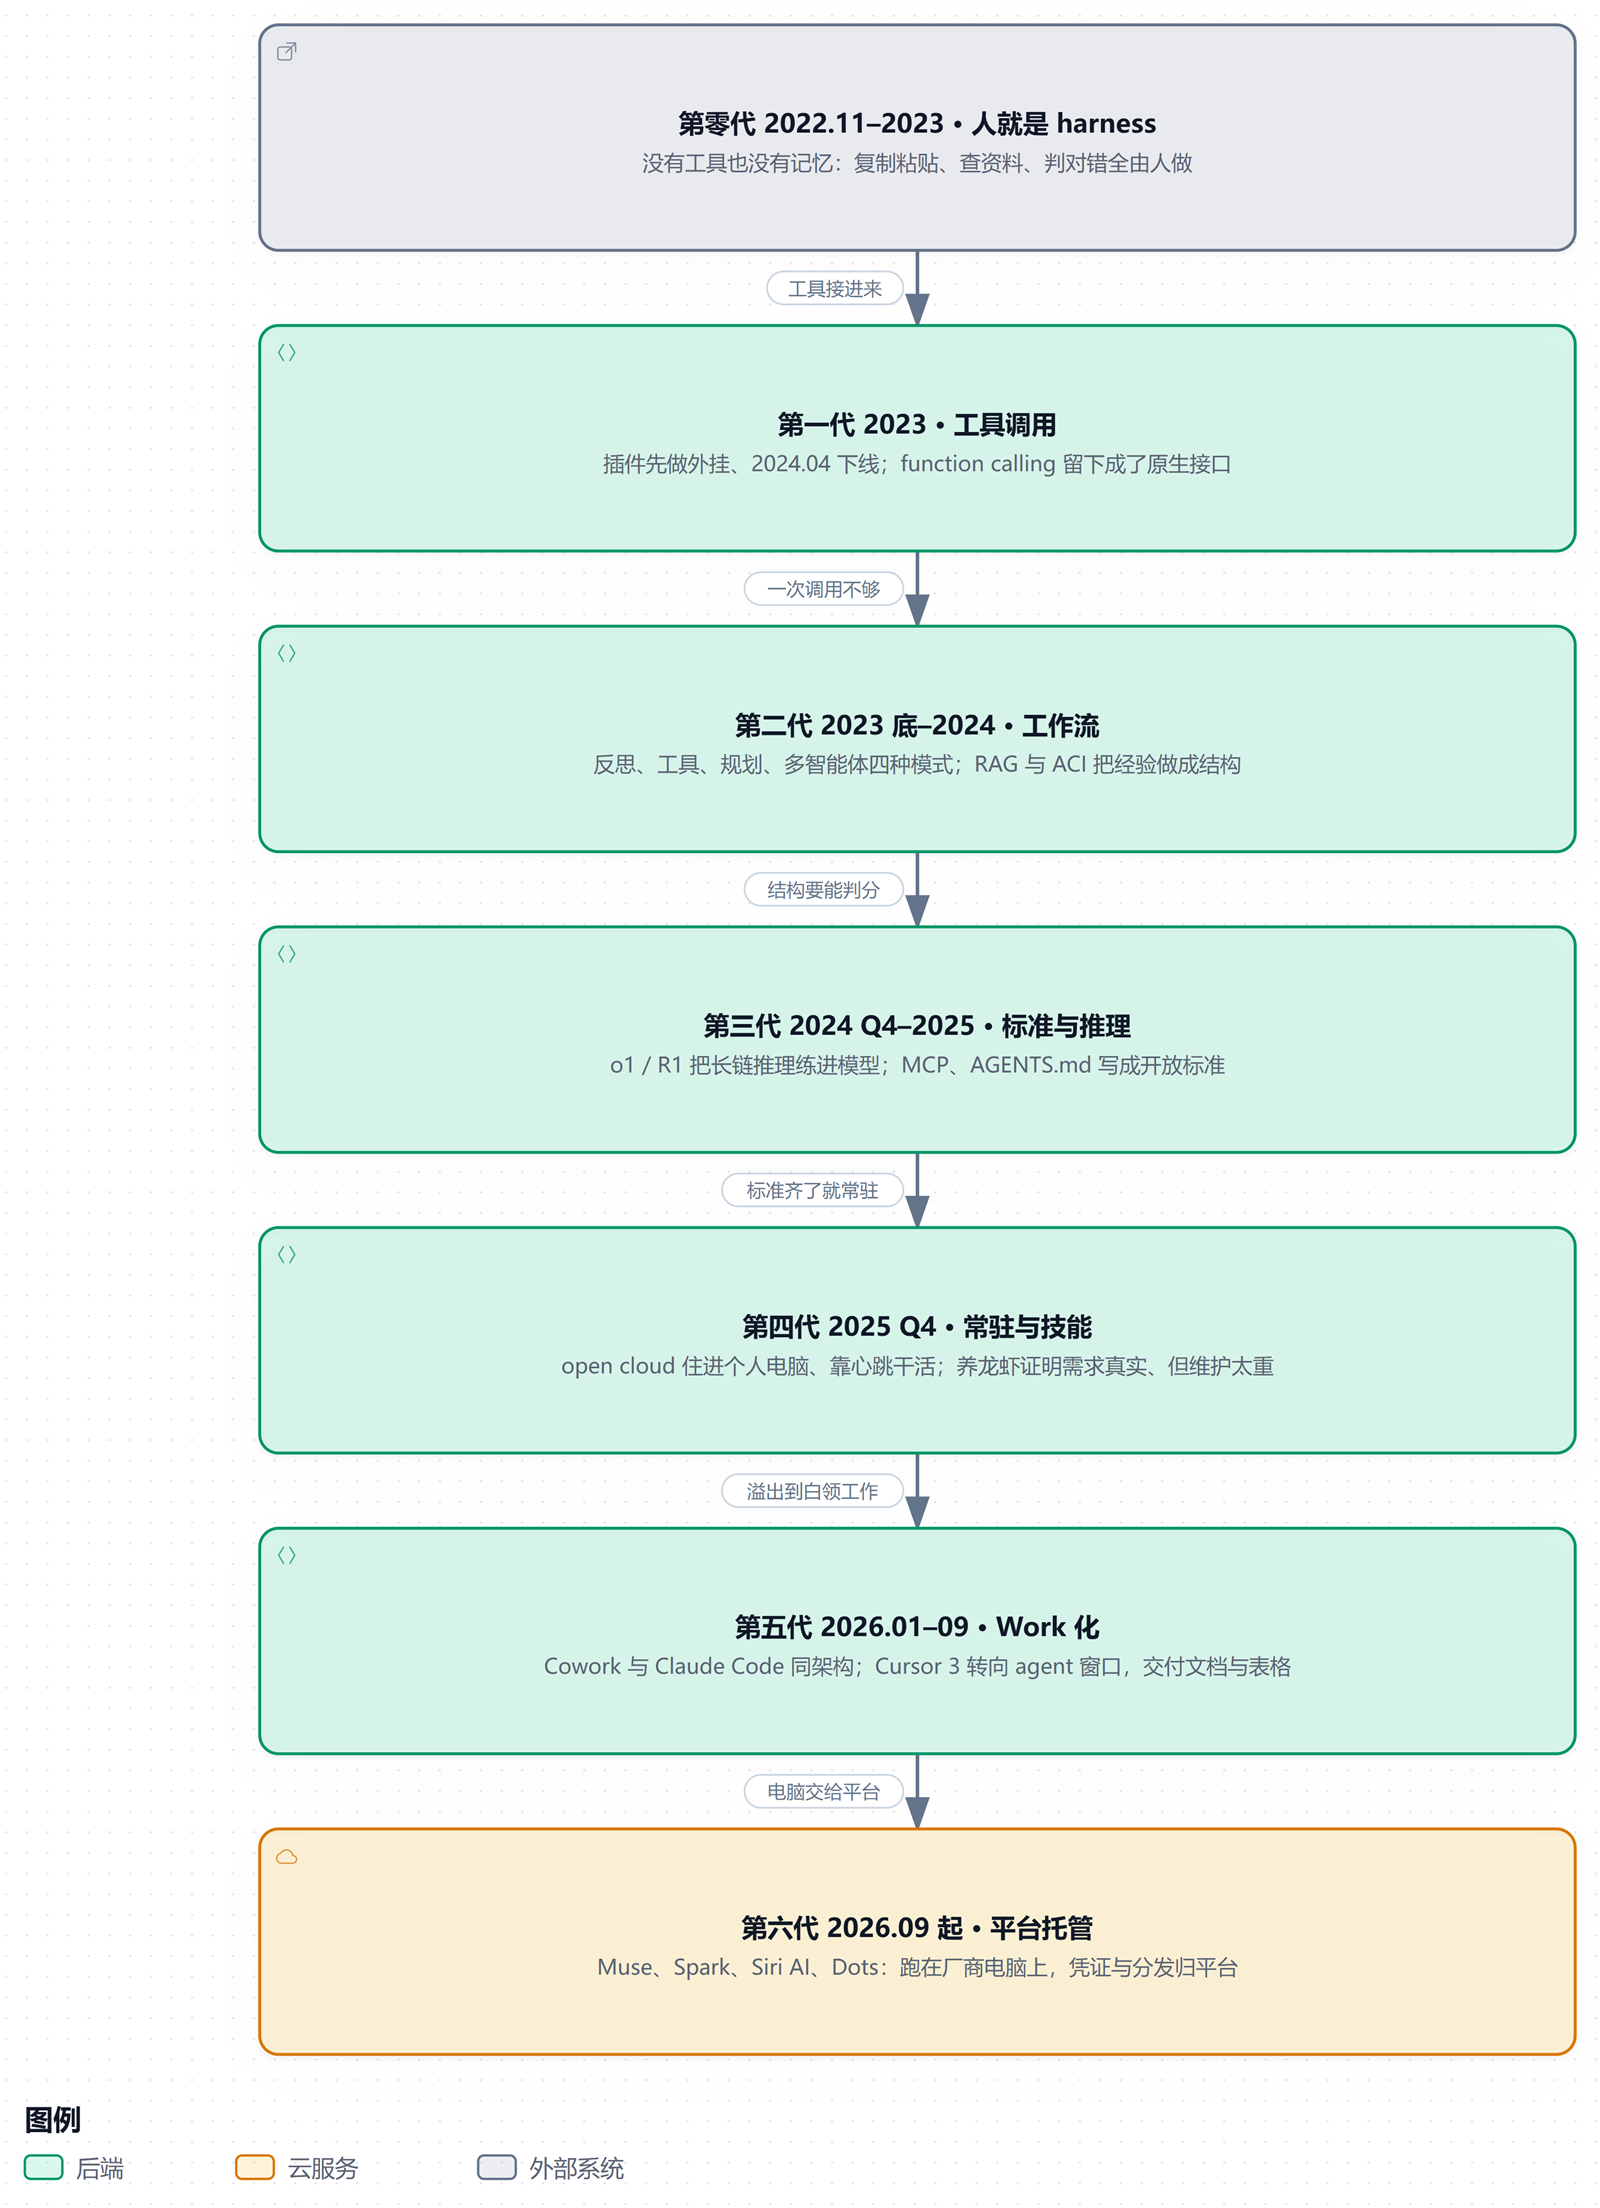 第零代 2022.11–2023 • 人就是 harness
没有工具也没有记忆：复制粘贴、查资料、判对错全由人做
工具接进来
第一代 2023 • 工具调用
插件先做外挂、2024.04 下线；function calling 留下成了原生接口
一次调用不够
第二代 2023 底–2024 • 工作流
反思、工具、规划、多智能体四种模式；RAG 与 ACI 把经验做成结构
结构要能判分
第三代 2024 Q4–2025 • 标准与推理
o1 / R1 把长链推理练进模型；MCP、AGENTS.md 写成开放标准
标准齐了就常驻
第四代 2025 Q4 • 常驻与技能
open cloud 住进个人电脑、靠心跳干活；养龙虾证明需求真实、但维护太重
溢出到白领工作
第五代 2026.01–09 • Work 化
Cowork 与 Claude Code 同架构；Cursor 3 转向 agent 窗口，交付文档与表格
电脑交给平台
第六代 2026.09 起 • 平台托管
Muse、Spark、Siri AI、Dots：跑在厂商电脑上，凭证与分发归平台
图例
后端 云服务 外部系统